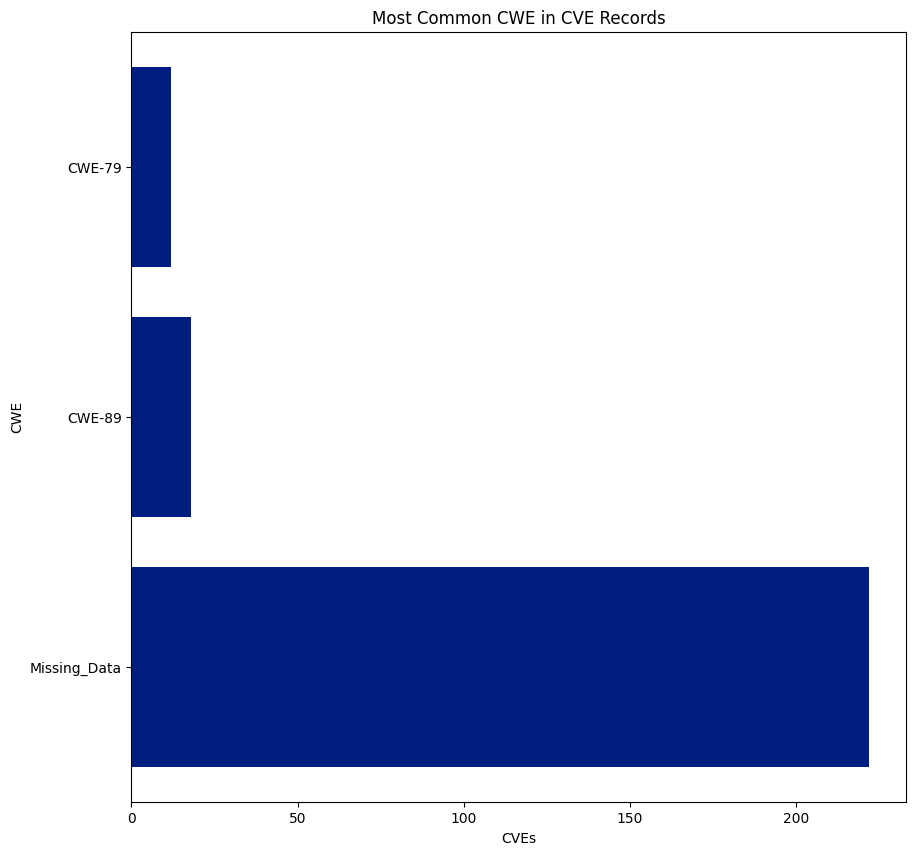 Most Common CWE in CVE Records
CWE
CWE-79
CWE-89
Missing_Data
0 50 100 150 200
CVEs